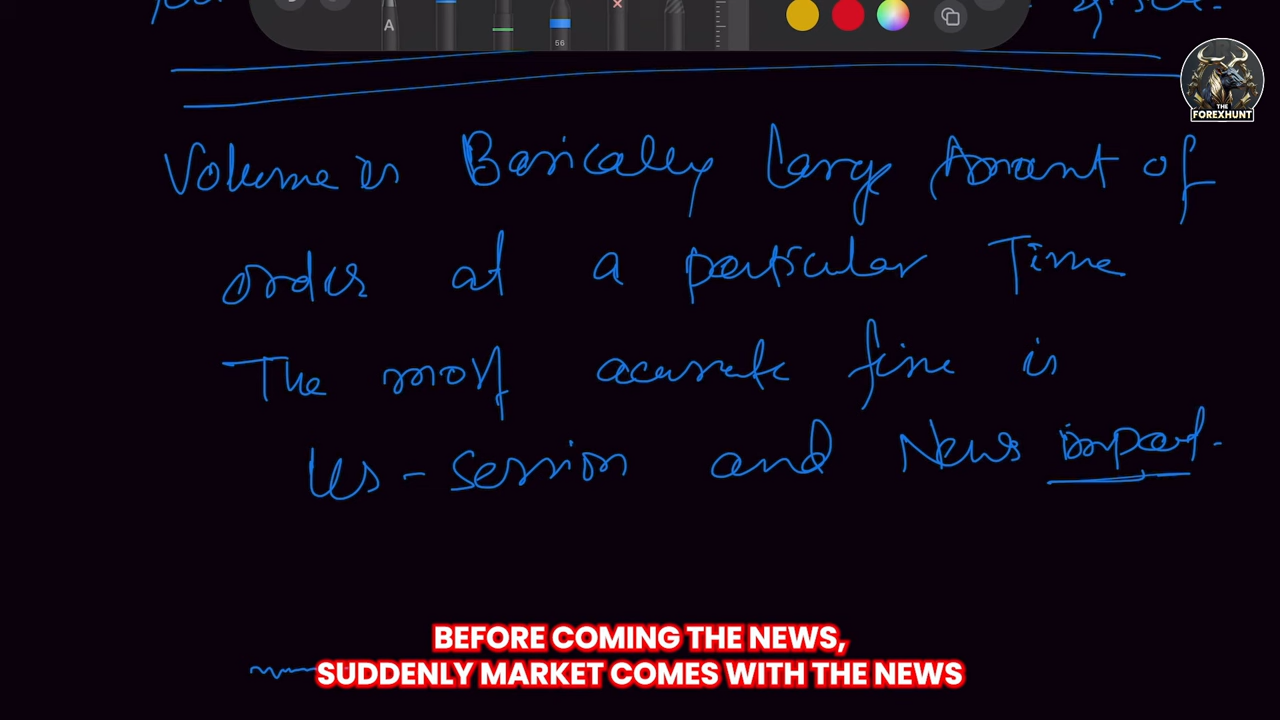 A
56
THE
FOREXHUNT
Volume is Basically Large Amount of
order at a particular Time
The most accurate time is
Us - session and News impact.
BEFORE COMING THE NEWS,
SUDDENLY MARKET COMES WITH THE NEWS